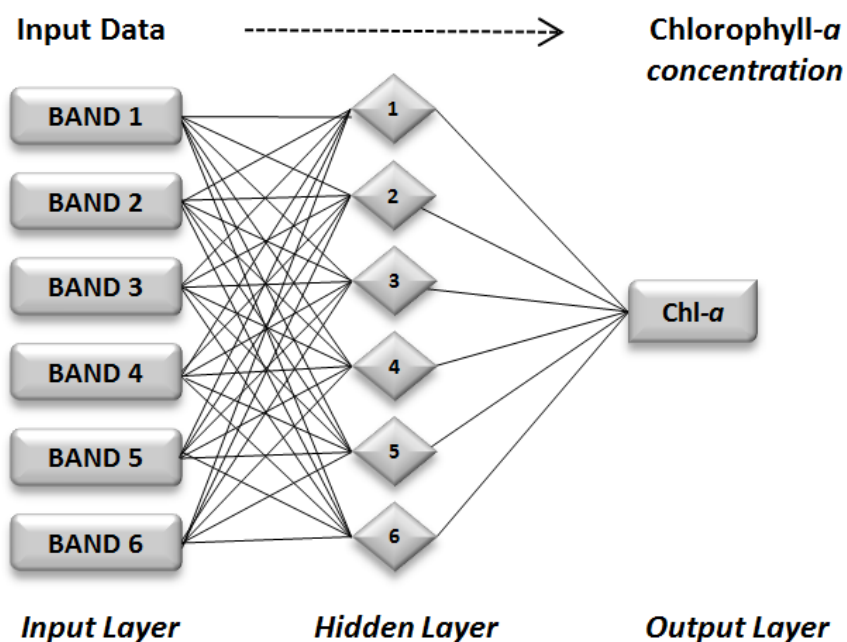 Input Data
Chlorophyll-a
concentration
BAND 1
BAND 2
BAND 3
BAND 4
BAND 5
BAND 6
1
2
3
4
5
6
Chl-a
Input Layer
Hidden Layer
Output Layer